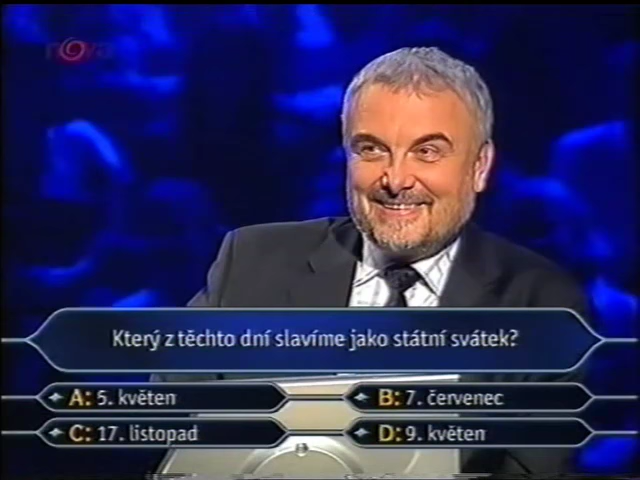 nova
Který z těchto dní slavíme jako státní svátek?
A: 5. květen
B: 7. červenec
C: 17. listopad
D: 9. květen